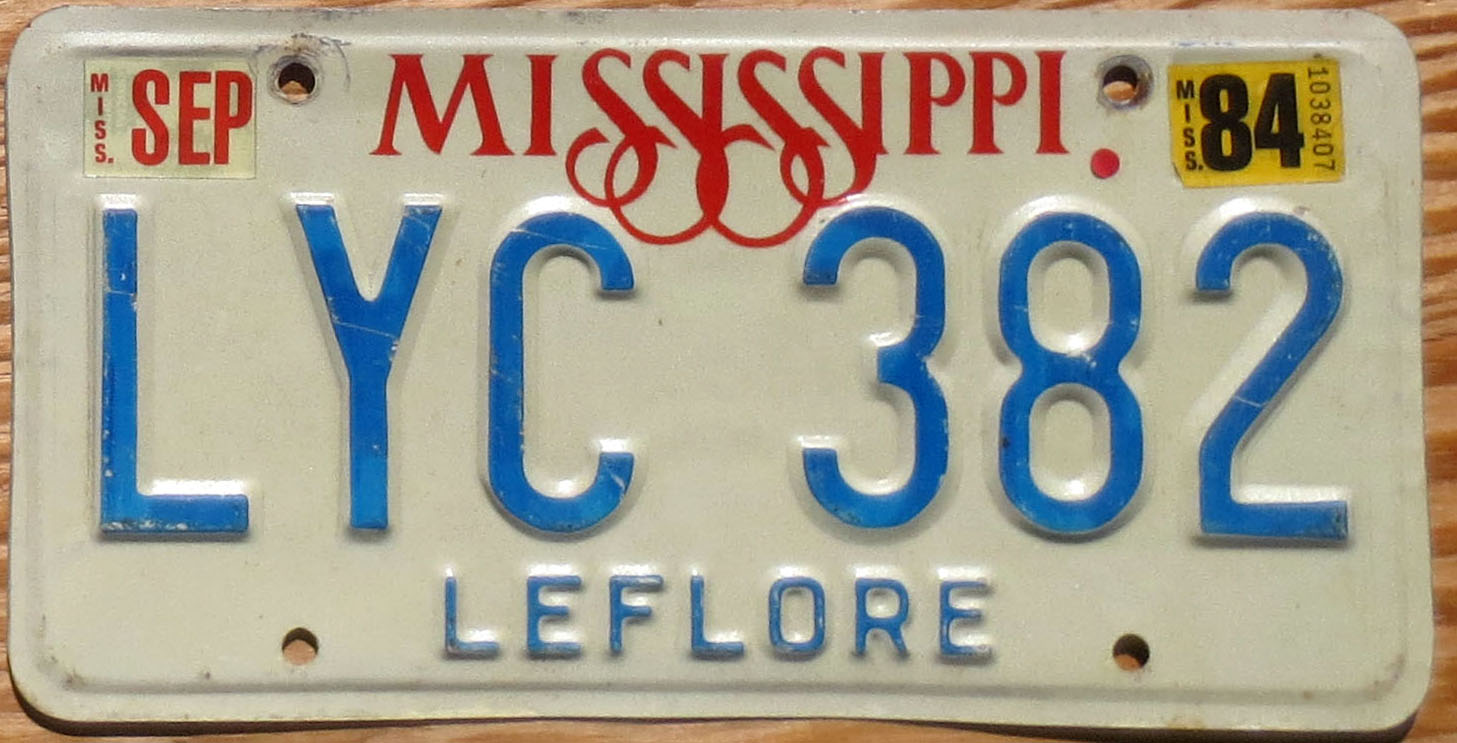 MISS. SEP MISSISSIPPI MISS. 84 1038407
LYC 382
LEFLORE